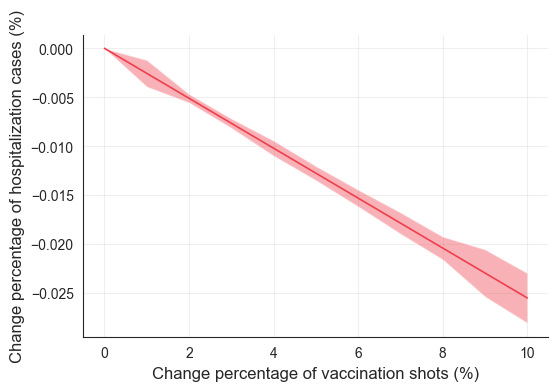 Change percentage of hospitalization cases (%)
0.000
−0.005
−0.010
−0.015
−0.020
−0.025
0 2 4 6 8 10
Change percentage of vaccination shots (%)